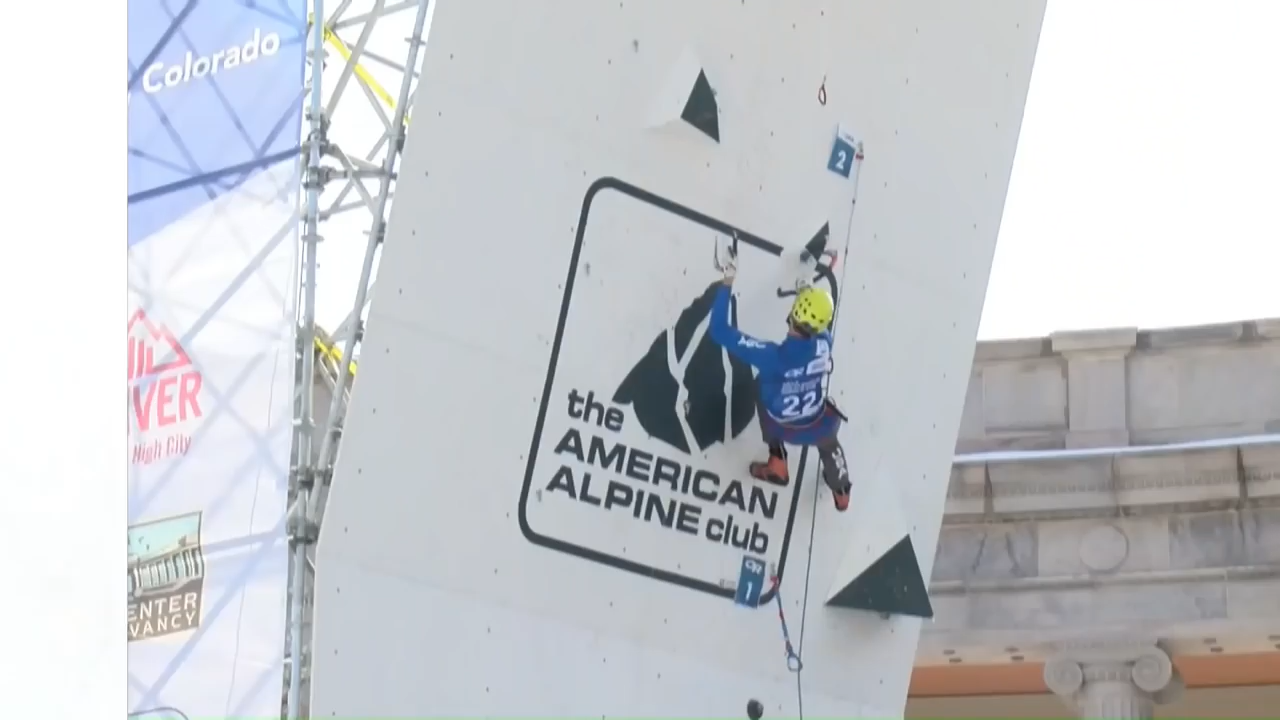 Colorado
VER
High City
ENTER
VANCY
2
the
AMERICAN
ALPINE club
22
1